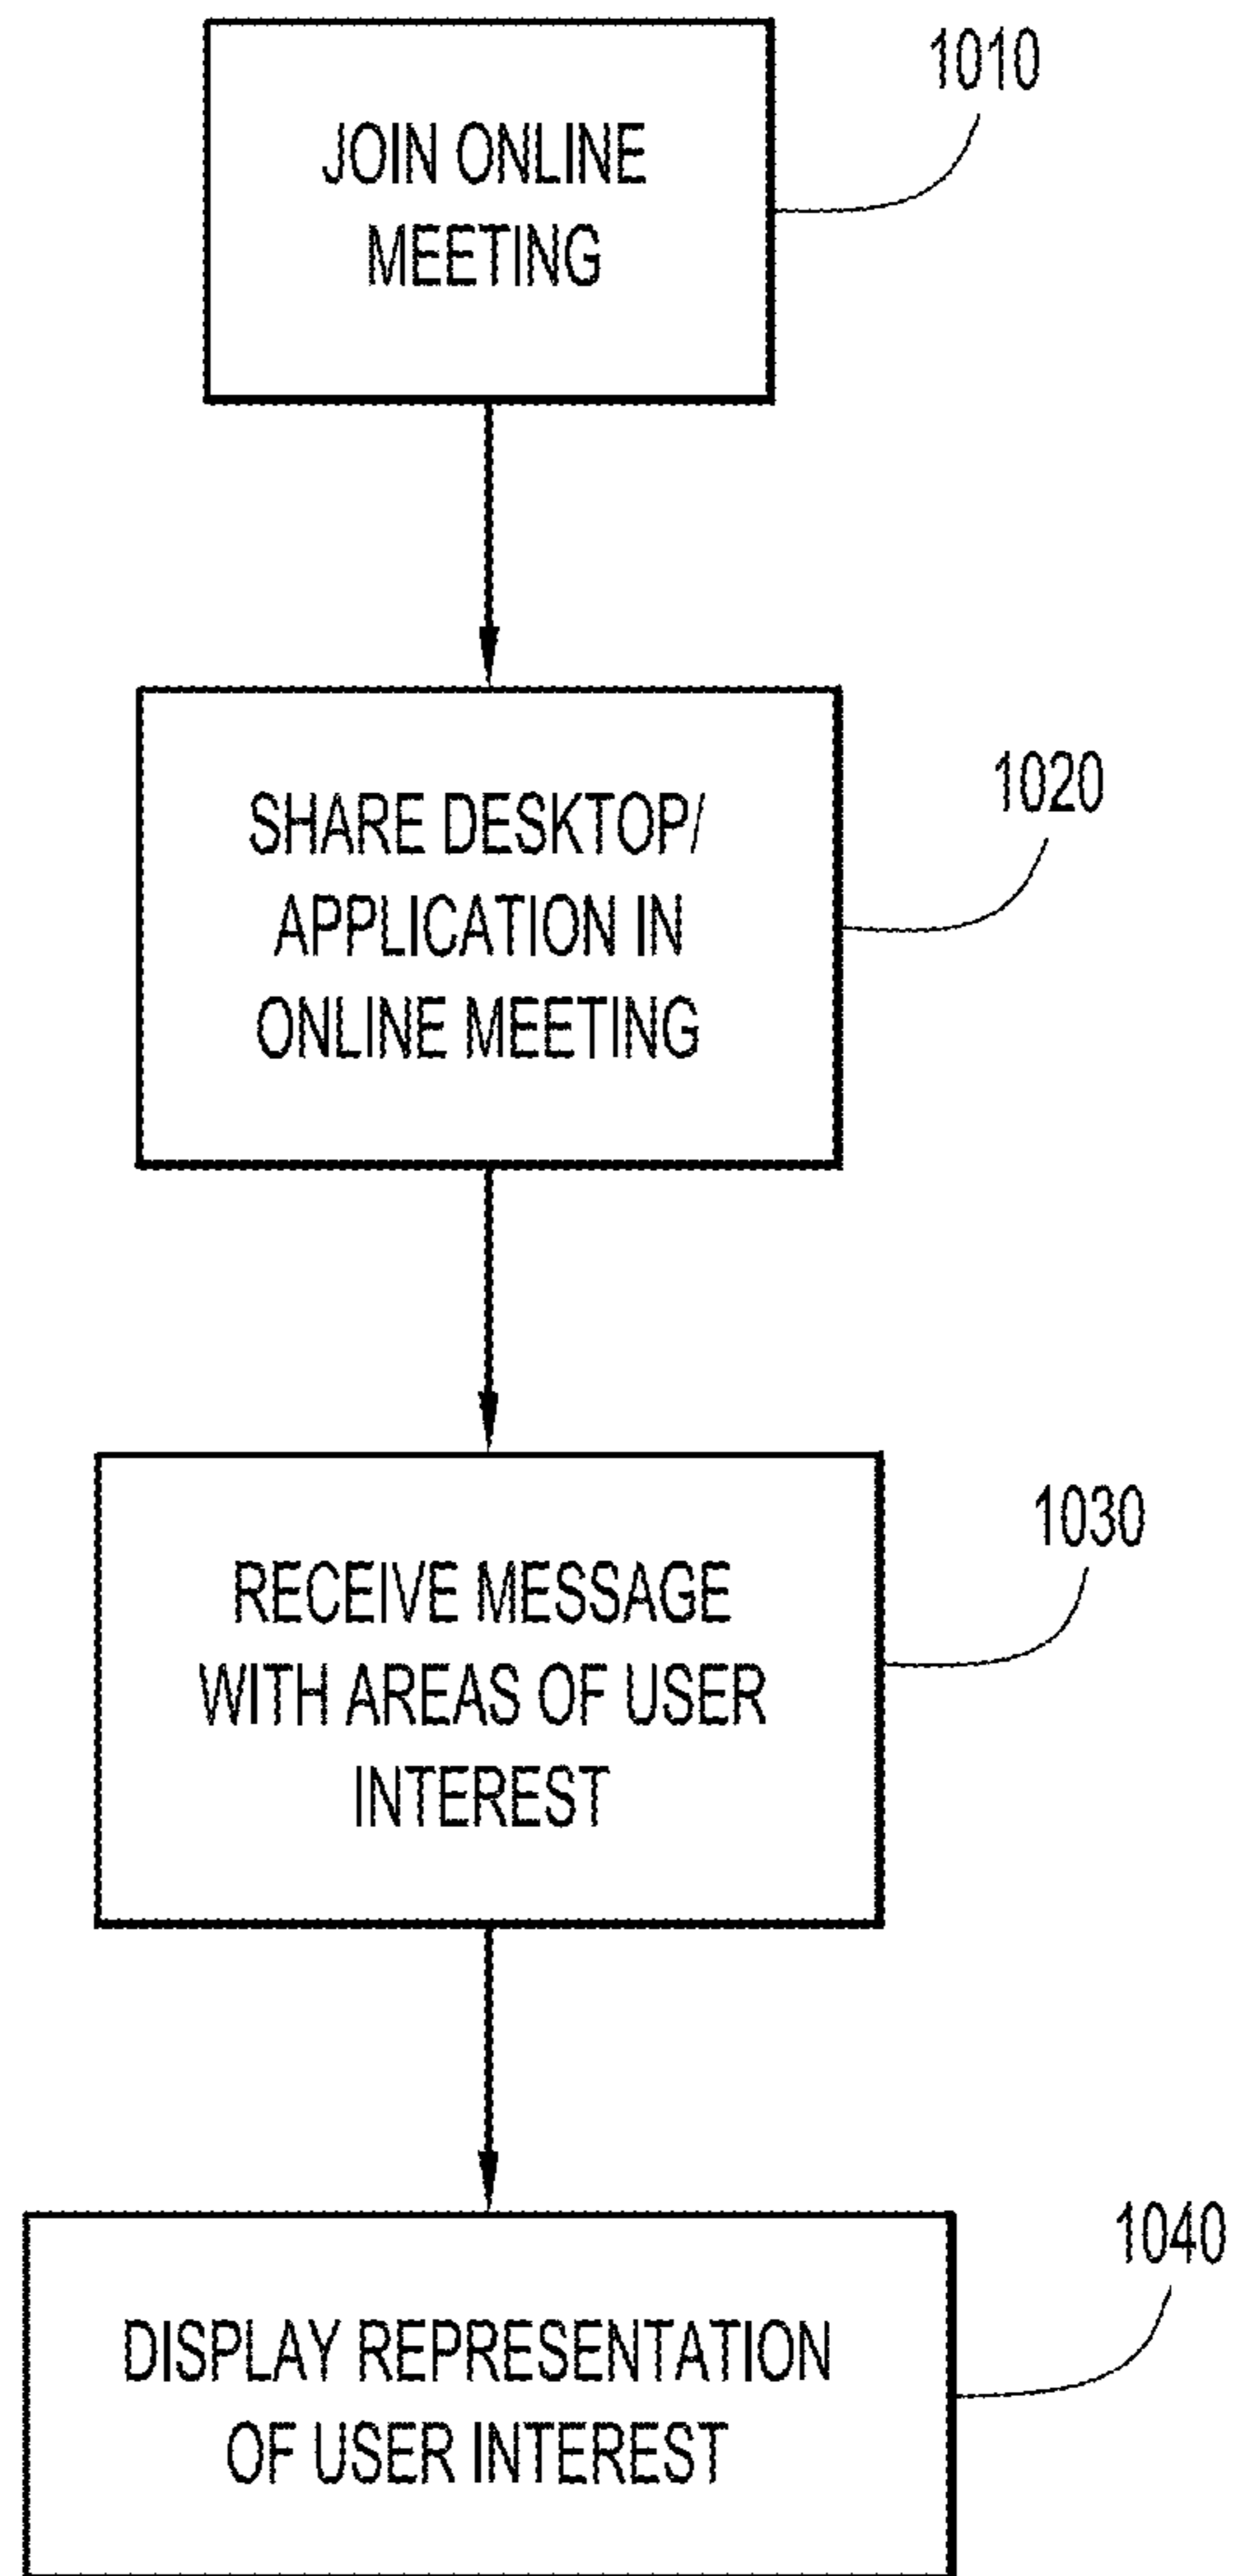 JOIN ONLINE
MEETING
1010
SHARE DESKTOP/
APPLICATION IN
ONLINE MEETING
1020
RECEIVE MESSAGE
WITH AREAS OF USER
INTEREST
1030
DISPLAY REPRESENTATION
OF USER INTEREST
1040